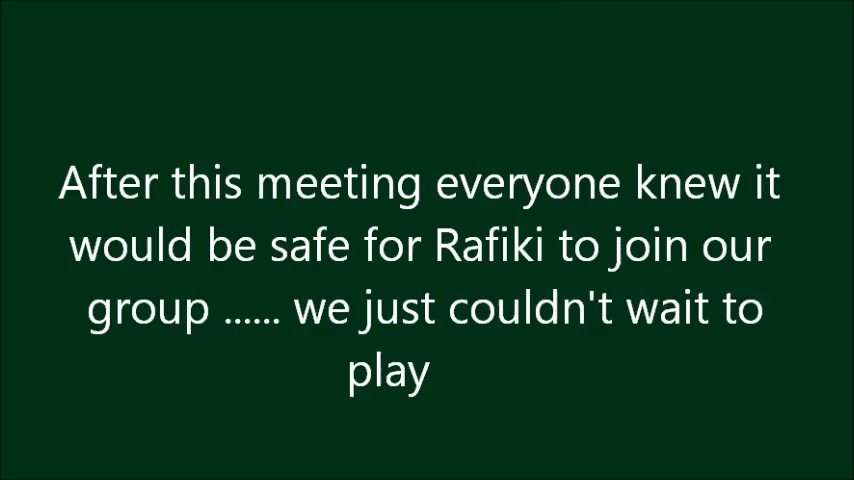 After this meeting everyone knew it
would be safe for Rafiki to join our
group ...... we just couldn't wait to
play